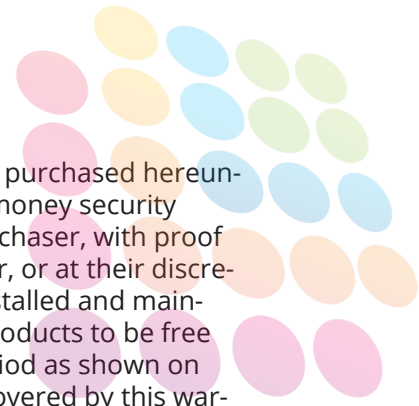 purchased hereun-
money security
chaser, with proof
r, or at their discre-
stalled and main-
oducts to be free
iod as shown on
overed by this war-